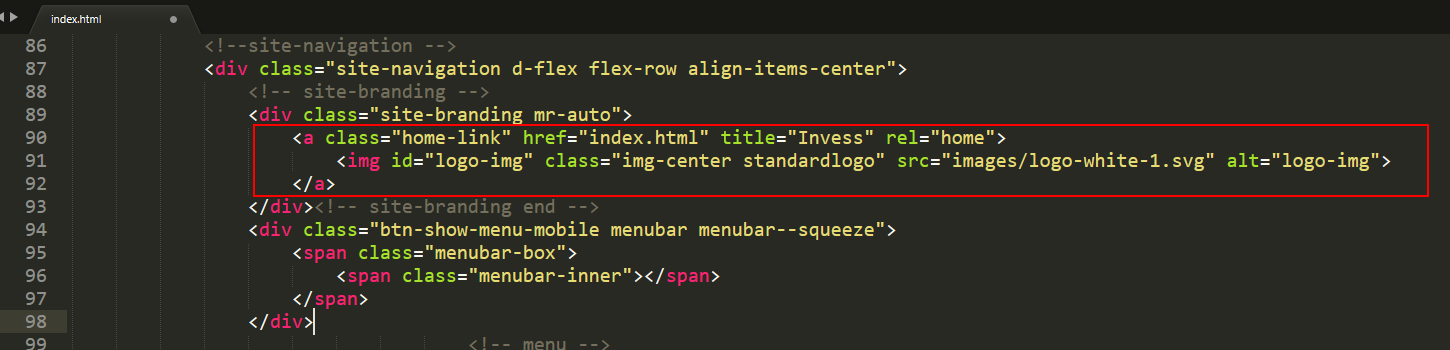 index.html
86 <!--site-navigation -->
87 <div class="site-navigation d-flex flex-row align-items-center">
88 <!-- site-branding -->
89 <div class="site-branding mr-auto">
90 <a class="home-link" href="index.html" title="Invess" rel="home">
91 <img id="logo-img" class="img-center standardlogo" src="images/logo-white-1.svg" alt="logo-img">
92 </a>
93 </div><!-- site-branding end -->
94 <div class="btn-show-menu-mobile menubar menubar--squeeze">
95 <span class="menubar-box">
96 <span class="menubar-inner"></span>
97 </span>
98 </div>
99 <!-- menu -->